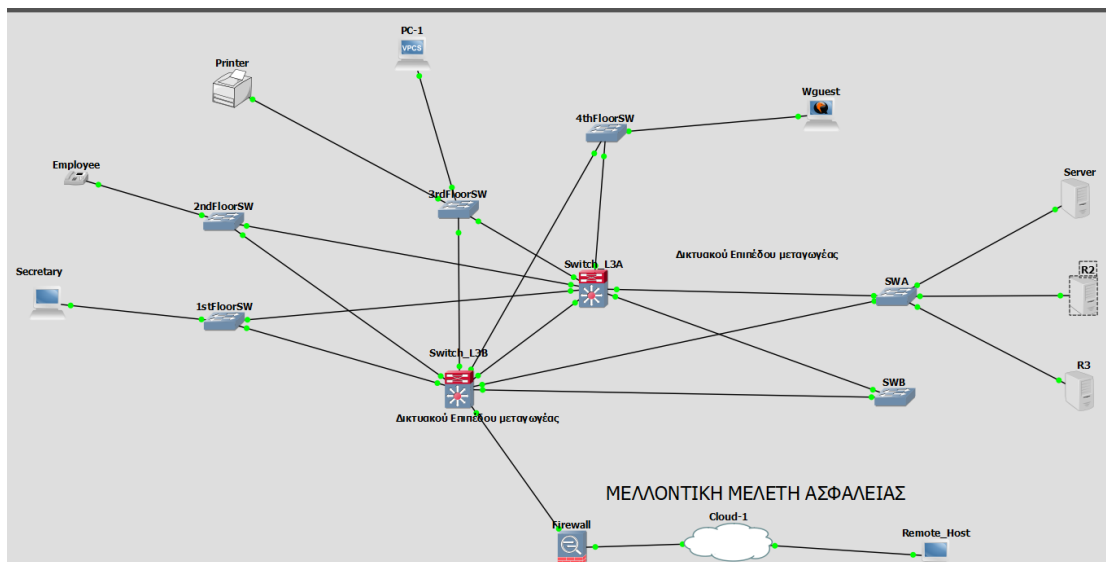 PC-1
VPCS
Printer
Wguest
4thFloorSW
Employee
Server
3rdFloorSW
2ndFloorSW
Δικτυακού Επιπέδου μεταγωγέας
Switch_L3A
R2
Secretary
SWA
1stFloorSW
Switch_L3B
R3
SWB
Δικτυακού Επιπέδου μεταγωγέας
ΜΕΛΛΟΝΤΙΚΗ ΜΕΛΕΤΗ ΑΣΦΑΛΕΙΑΣ
Cloud-1
Firewall
Remote_Host